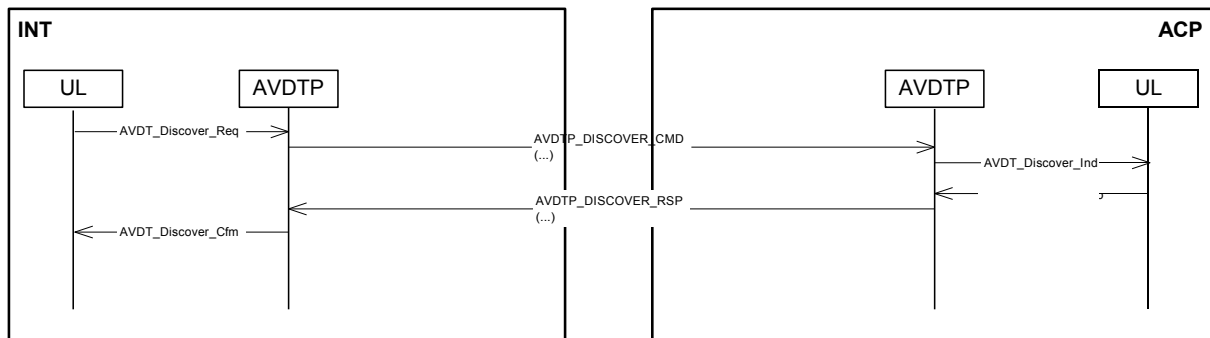 INT
ACP
UL
AVDTP
AVDTP
UL
AVDT_Discover_Req
AVDTP_DISCOVER_CMD
(...)
AVDT_Discover_Ind
AVDTP_DISCOVER_RSP
(...)
AVDT_Discover_Cfm